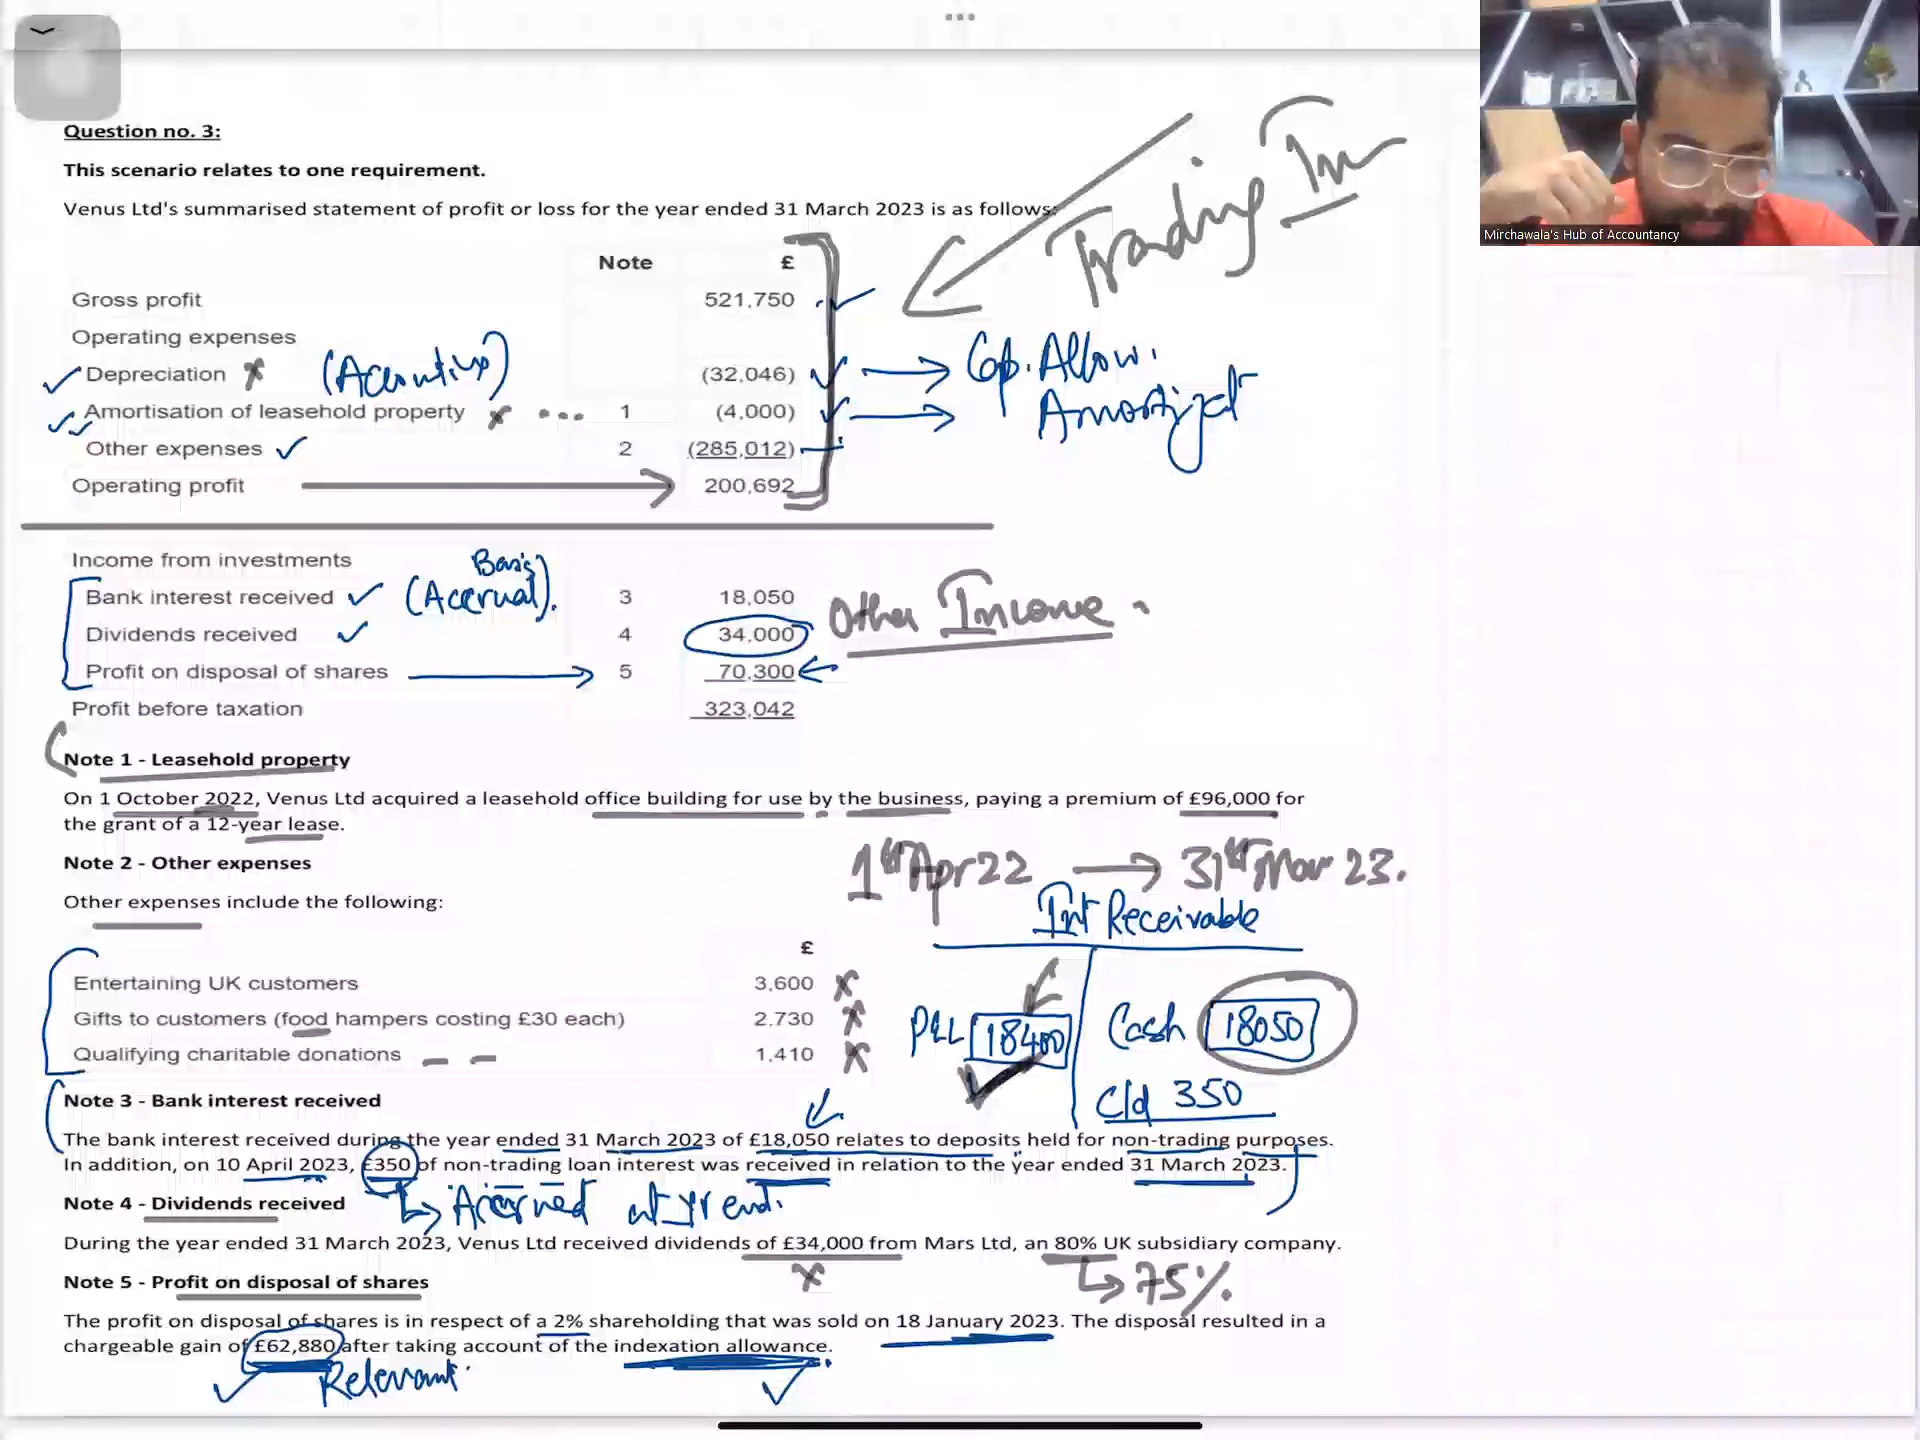 Question no. 3:
This scenario relates to one requirement.
Venus Ltd's summarised statement of profit or loss for the year ended 31 March 2023 is as follows:
Trading In
Note £
Gross profit 521,750
Operating expenses
Depreciation (32,046) Cap. Allow.
Amortisation of leasehold property 1 (4,000)
Other expenses 2 (285,012)
Operating profit 200,692
Income from investments
Basis
Bank interest received (Accrual). 3 18,050
Dividends received 4 34,000 Other Income.
Profit on disposal of shares 5 70,300
Profit before taxation 323,042
Note 1 - Leasehold property
On 1 October 2022, Venus Ltd acquired a leasehold office building for use by the business, paying a premium of £96,000 for
the grant of a 12-year lease.
Note 2 - Other expenses
1st Apr 22 31st Mar 23.
Other expenses include the following:
Int Receivable
£
Entertaining UK customers 3,600
Gifts to customers (food hampers costing £30 each) 2,730
P&L 18400 Cash 18050
Qualifying charitable donations 1,410
c/d 350
Note 3 - Bank interest received
The bank interest received during the year ended 31 March 2023 of £18,050 relates to deposits held for non-trading purposes.
In addition, on 10 April 2023, £350 of non-trading loan interest was received in relation to the year ended 31 March 2023.
Note 4 - Dividends received
Accrued at yr end.
During the year ended 31 March 2023, Venus Ltd received dividends of £34,000 from Mars Ltd, an 80% UK subsidiary company.
Note 5 - Profit on disposal of shares
75%
The profit on disposal of shares is in respect of a 2% shareholding that was sold on 18 January 2023. The disposal resulted in a
chargeable gain of £62,880 after taking account of the indexation allowance.
Relevant
Mirchawala's Hub of Accountancy